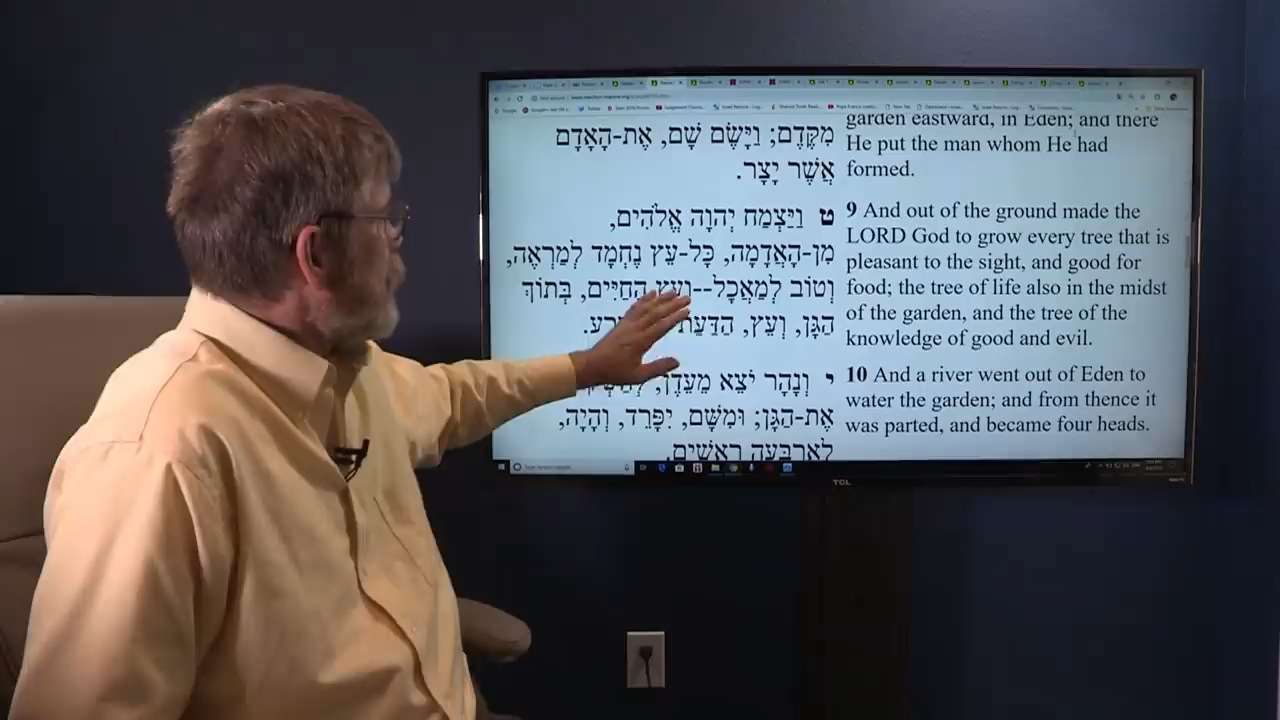 מִקֶּדֶם; וַיָּשֶׂם שָׁם, אֶת-הָאָדָם
אֲשֶׁר יָצָר.
ט וַיַּצְמַח יְהוָה אֱלֹהִים,
מִן-הָאֲדָמָה, כָּל-עֵץ נֶחְמָד לְמַרְאֶה,
וְטוֹב לְמַאֲכָל--וְעֵץ הַחַיִּים, בְּתוֹךְ
הַגָּן, וְעֵץ, הַדַּעַת
י וְנָהָר יֹצֵא מֵעֵדֶן,
אֶת-הַגָּן; וּמִשָּׁם, יִפָּרֵד, וְהָיָה,
לְאַרְבָּעָה רָאשִׁים.
garden eastward, in Eden; and there
He put the man whom He had
formed.
9 And out of the ground made the
LORD God to grow every tree that is
pleasant to the sight, and good for
food; the tree of life also in the midst
of the garden, and the tree of the
knowledge of good and evil.
10 And a river went out of Eden to
water the garden; and from thence it
was parted, and became four heads.
TCL